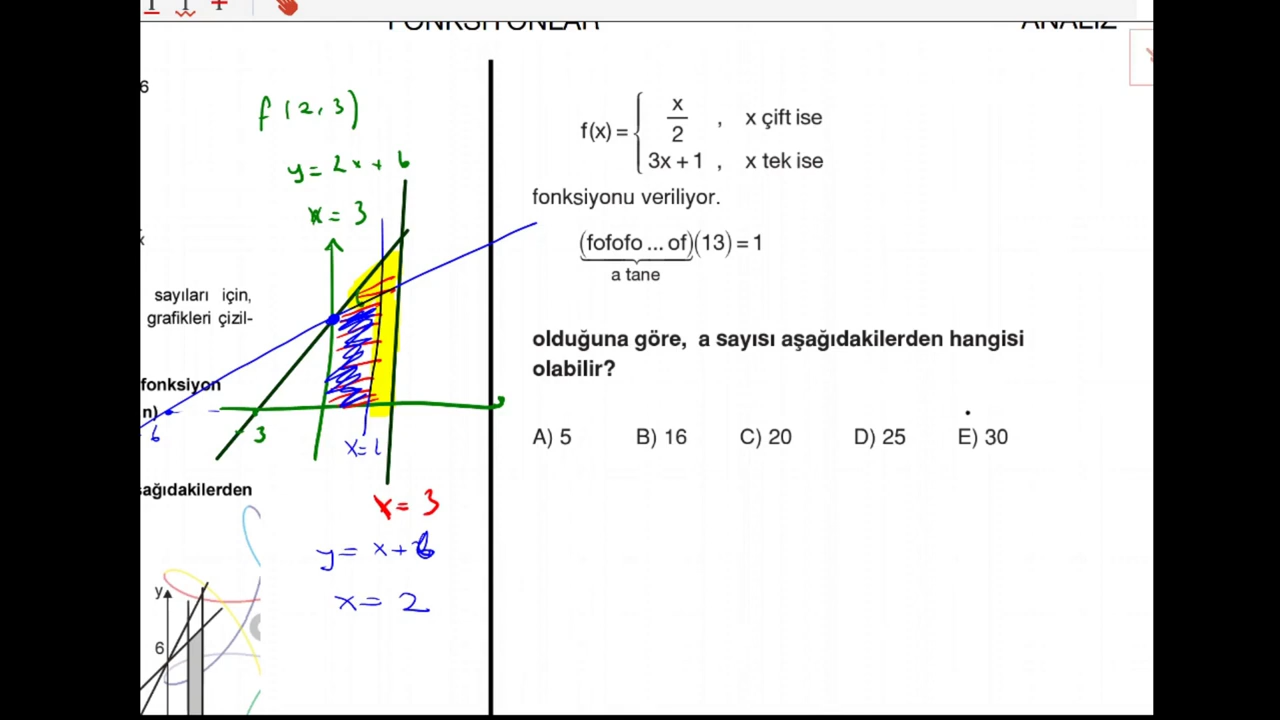 FONKSİYONLAR
ANALİZ
6
f(2,3)
y = 2x + 6
x = 3
x
sayıları için,
grafikleri çizil-
fonksiyon
n)
6
- 3
x = 1
şağıdakilerden
x = 3
y = x + 6
x = 2
y
6
f(x) = x/2 , x çift ise
3x + 1 , x tek ise
fonksiyonu veriliyor.
(fofofo ... of)(13) = 1
a tane
olduğuna göre, a sayısı aşağıdakilerden hangisi
olabilir?
A) 5 B) 16 C) 20 D) 25 E) 30